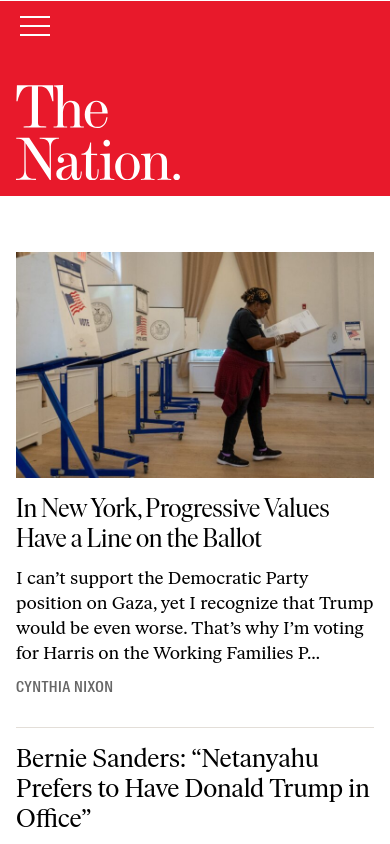 The
Nation.
VOTE
VOTE
In New York, Progressive Values
Have a Line on the Ballot
I can’t support the Democratic Party
position on Gaza, yet I recognize that Trump
would be even worse. That’s why I’m voting
for Harris on the Working Families P...
CYNTHIA NIXON
Bernie Sanders: “Netanyahu
Prefers to Have Donald Trump in
Office”